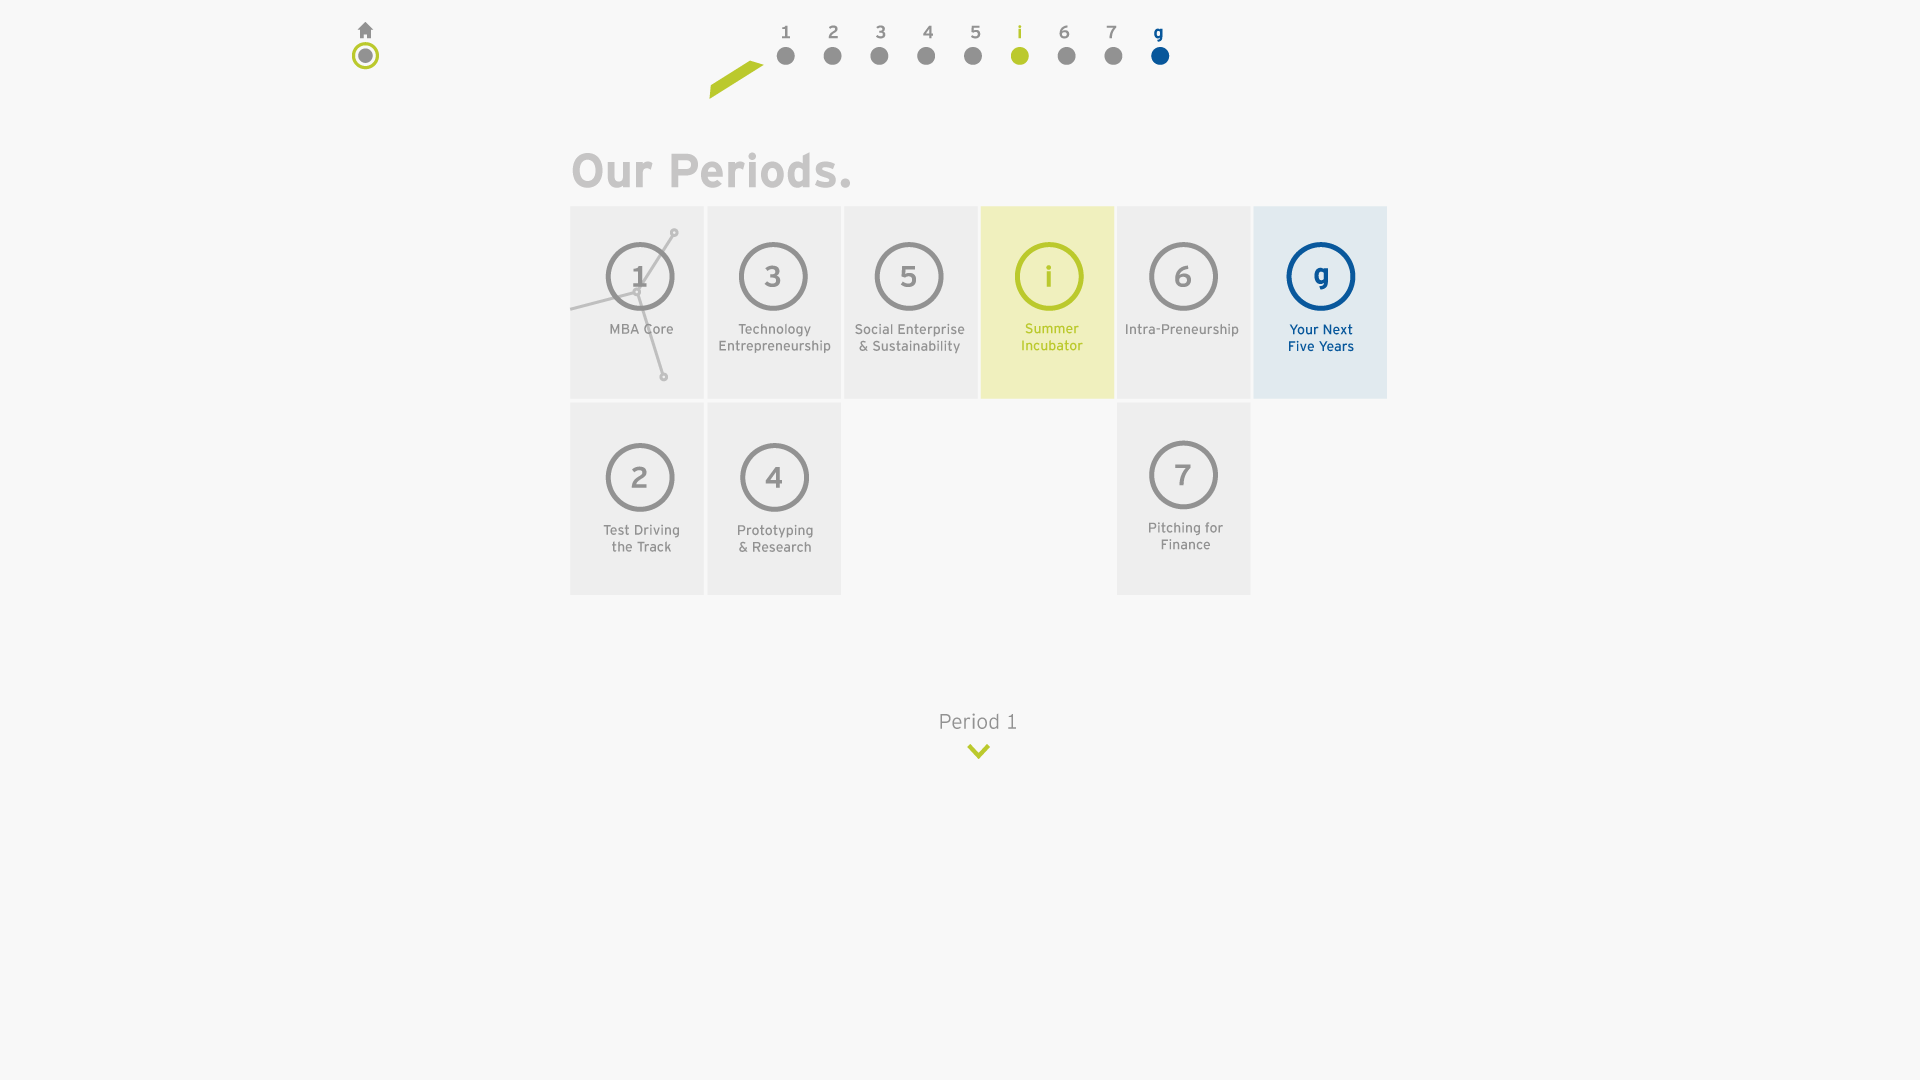 1 2 3 4 5 i 6 7 g
Our Periods.
1
MBA Core
3
Technology
Entrepreneurship
5
Social Enterprise
& Sustainability
i
Summer
Incubator
6
Intra-Preneurship
g
Your Next
Five Years
2
Test Driving
the Track
4
Prototyping
& Research
7
Pitching for
Finance
Period 1